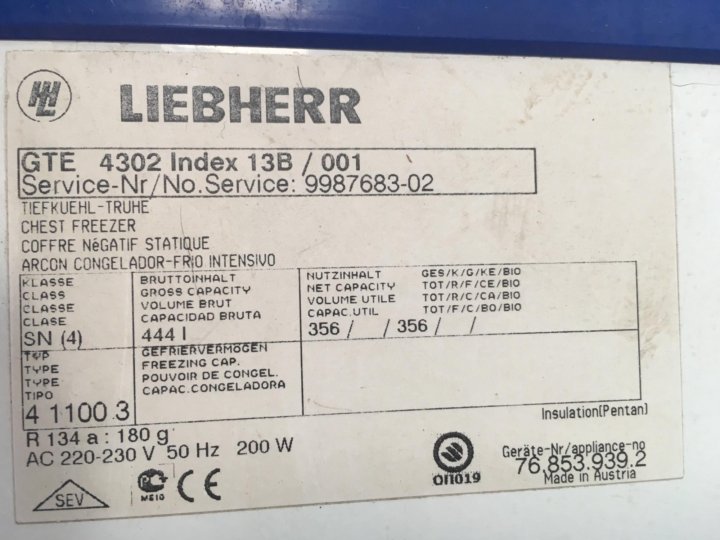 LIEBHERR
GTE 4302 Index 13B / 001
Service-Nr/No.Service: 9987683-02
TIEFKUEHL-TRUHE
CHEST FREEZER
COFFRE NéGATIF STATIQUE
ARCON CONGELADOR-FRIO INTENSIVO
KLASSE
CLASS
CLASSE
CLASE
SN (4)
BRUTTOINHALT
GROSS CAPACITY
VOLUME BRUT
CAPACIDAD BRUTA
444 l
NUTZINHALT GES/K/G/KE/BIO
NET CAPACITY TOT/R/F/CE/BIO
VOLUME UTILE TOT/R/C/CA/BIO
CAPAC.UTIL TOT/F/C/BO/BIO
356/ / 356/ /
TYP
TYPE
TYPE
TIPO
4 1100 3
GEFRIERVERMOGEN
FREEZING CAP.
POUVOIR DE CONGEL.
CAPAC.CONGELADORA
Insulation(Pentan)
R 134 a : 180 g
AC 220-230 V 50 Hz 200 W
SEV
ME10
CE
ОП019
Geräte-Nr/appliance-no
76.853.939.2
Made in Austria